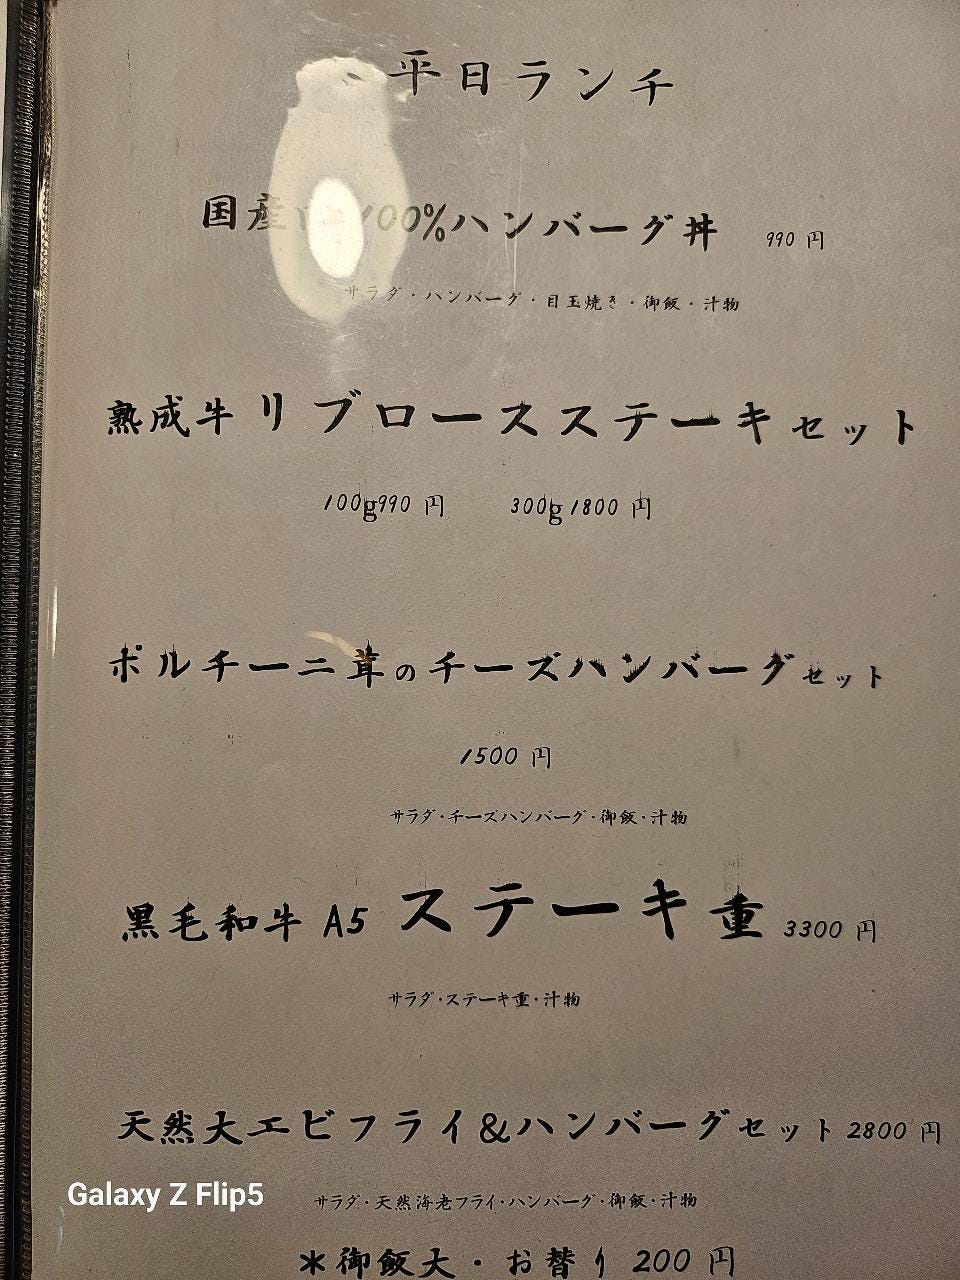 平日ランチ
国産 100%ハンバーグ丼 990円
サラダ・ハンバーグ・目玉焼き・御飯・汁物
熟成牛リブロースステーキセット
100g990円 300g1800円
ポルチーニ茸のチーズハンバーグセット
1500円
サラダ・チーズハンバーグ・御飯・汁物
黒毛和牛A5ステーキ重 3300円
サラダ・ステーキ重・汁物
天然大エビフライ&ハンバーグセット2800円
サラダ・天然海老フライ・ハンバーグ・御飯・汁物
*御飯大・お替り200円
Galaxy Z Flip5